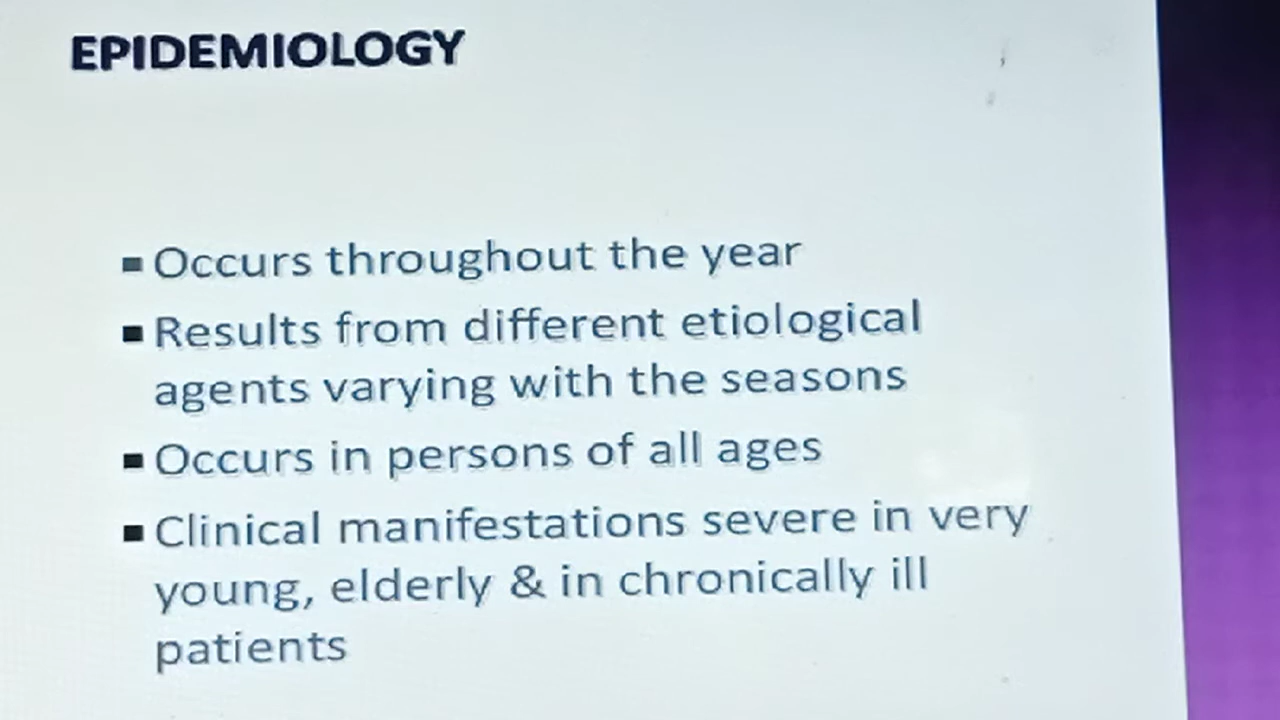 EPIDEMIOLOGY
▪ Occurs throughout the year
▪ Results from different etiological
agents varying with the seasons
▪ Occurs in persons of all ages
▪ Clinical manifestations severe in very
young, elderly & in chronically ill
patients